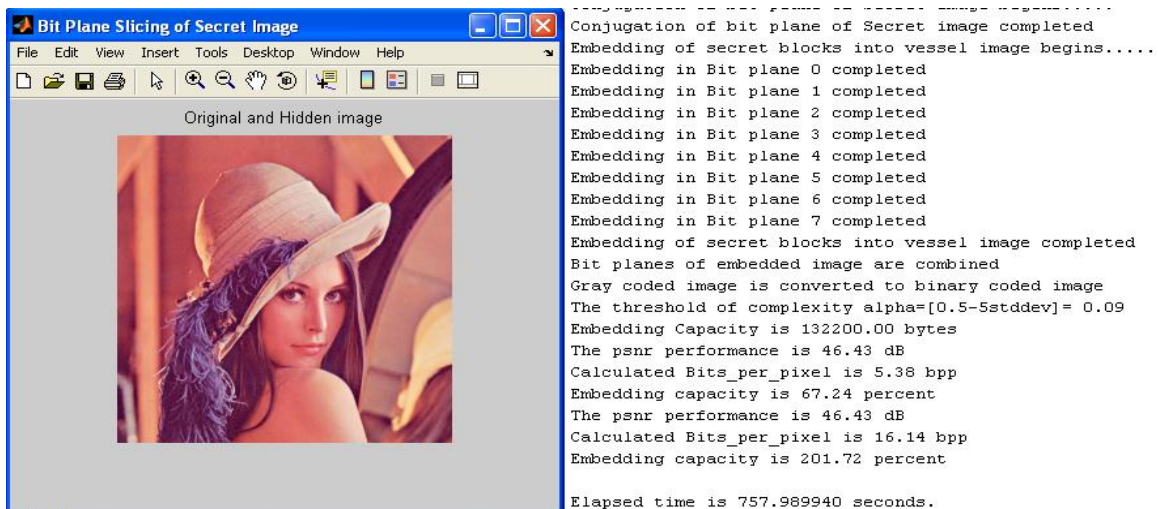 Bit Plane Slicing of Secret Image
File Edit View Insert Tools Desktop Window Help
Original and Hidden image
Conjugation of bit plane of Secret image begins.....
Conjugation of bit plane of Secret image completed
Embedding of secret blocks into vessel image begins.....
Embedding in Bit plane 0 completed
Embedding in Bit plane 1 completed
Embedding in Bit plane 2 completed
Embedding in Bit plane 3 completed
Embedding in Bit plane 4 completed
Embedding in Bit plane 5 completed
Embedding in Bit plane 6 completed
Embedding in Bit plane 7 completed
Embedding of secret blocks into vessel image completed
Bit planes of embedded image are combined
Gray coded image is converted to binary coded image
The threshold of complexity alpha=[0.5-5stddev]= 0.09
Embedding Capacity is 132200.00 bytes
The psnr performance is 46.43 dB
Calculated Bits_per_pixel is 5.38 bpp
Embedding capacity is 67.24 percent
The psnr performance is 46.43 dB
Calculated Bits_per_pixel is 16.14 bpp
Embedding capacity is 201.72 percent
Elapsed time is 757.989940 seconds.